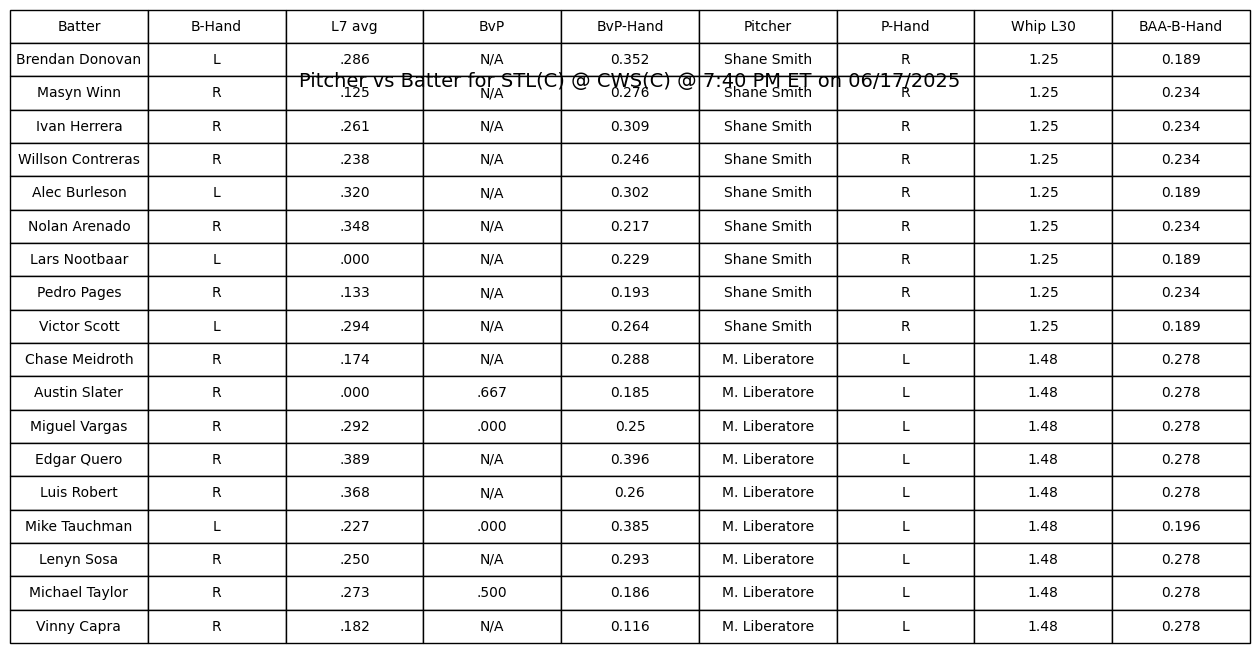 Batter B-Hand L7 avg BvP BvP-Hand Pitcher P-Hand Whip L30 BAA-B-Hand
Brendan Donovan L .286 N/A 0.352 Shane Smith R 1.25 0.189
Pitcher vs Batter for STL(C) @ CWS(C) @ 7:40 PM ET on 06/17/2025
Masyn Winn R .125 N/A 0.276 Shane Smith R 1.25 0.234
Ivan Herrera R .261 N/A 0.309 Shane Smith R 1.25 0.234
Willson Contreras R .238 N/A 0.246 Shane Smith R 1.25 0.234
Alec Burleson L .320 N/A 0.302 Shane Smith R 1.25 0.189
Nolan Arenado R .348 N/A 0.217 Shane Smith R 1.25 0.234
Lars Nootbaar L .000 N/A 0.229 Shane Smith R 1.25 0.189
Pedro Pages R .133 N/A 0.193 Shane Smith R 1.25 0.234
Victor Scott L .294 N/A 0.264 Shane Smith R 1.25 0.189
Chase Meidroth R .174 N/A 0.288 M. Liberatore L 1.48 0.278
Austin Slater R .000 .667 0.185 M. Liberatore L 1.48 0.278
Miguel Vargas R .292 .000 0.25 M. Liberatore L 1.48 0.278
Edgar Quero R .389 N/A 0.396 M. Liberatore L 1.48 0.278
Luis Robert R .368 N/A 0.26 M. Liberatore L 1.48 0.278
Mike Tauchman L .227 .000 0.385 M. Liberatore L 1.48 0.196
Lenyn Sosa R .250 N/A 0.293 M. Liberatore L 1.48 0.278
Michael Taylor R .273 .500 0.186 M. Liberatore L 1.48 0.278
Vinny Capra R .182 N/A 0.116 M. Liberatore L 1.48 0.278